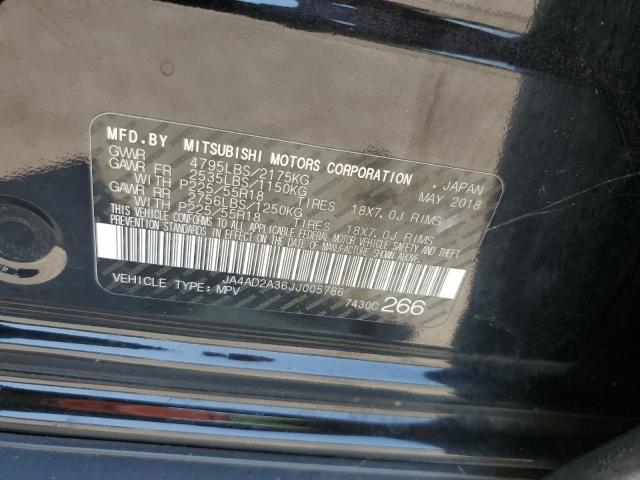 MFD.BY MITSUBISHI MOTORS CORPORATION . JAPAN
GVWR 4795LBS/2175KG MAY 2018
GAWR FR 2535LBS/1150KG
WITH P225/55R18 TIRES 18X7.0J RIMS
GAWR RR 2756LBS/1250KG
WITH P225/55R18 TIRES 18X7.0J RIMS
THIS VEHICLE CONFORMS TO ALL APPLICABLE FEDERAL MOTOR VEHICLE SAFETY AND THEFT
PREVENTION STANDARDS IN EFFECT ON THE DATE OF MANUFACTURE SHOWN ABOVE.
JA4AD2A36JJ005766
VEHICLE TYPE: MPV 7430C 266